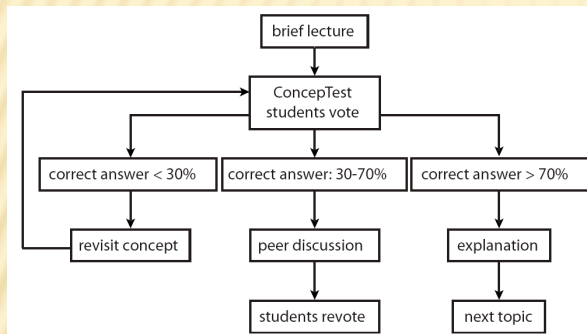 brief lecture
ConcepTest
students vote
correct answer < 30%
correct answer: 30-70%
correct answer > 70%
revisit concept
peer discussion
explanation
students revote
next topic